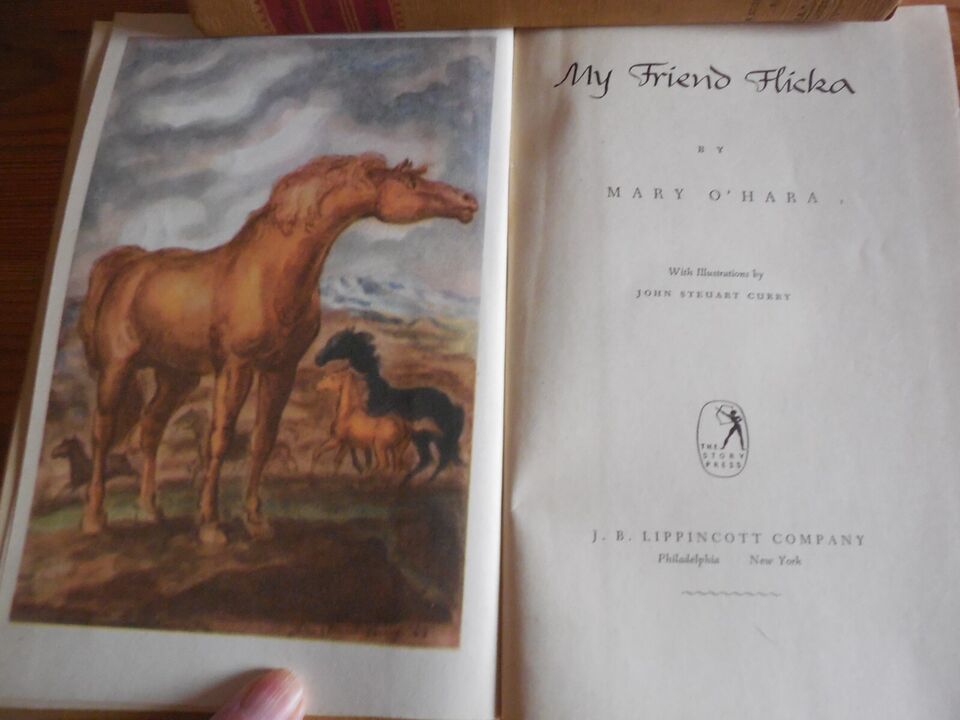 My Friend Flicka
BY
MARY O'HARA
With Illustrations by
JOHN STEUART CURRY
THE
STORY
PRESS
J. B. LIPPINCOTT COMPANY
Philadelphia New York